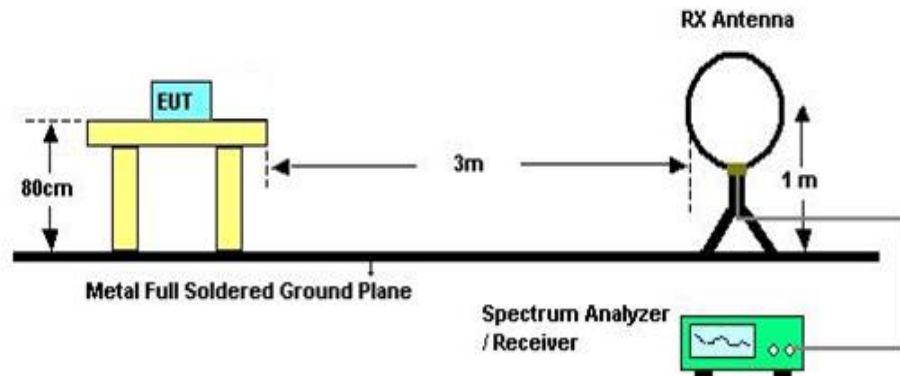 RX Antenna
EUT
80cm
3m
1 m
Metal Full Soldered Ground Plane
Spectrum Analyzer
/ Receiver